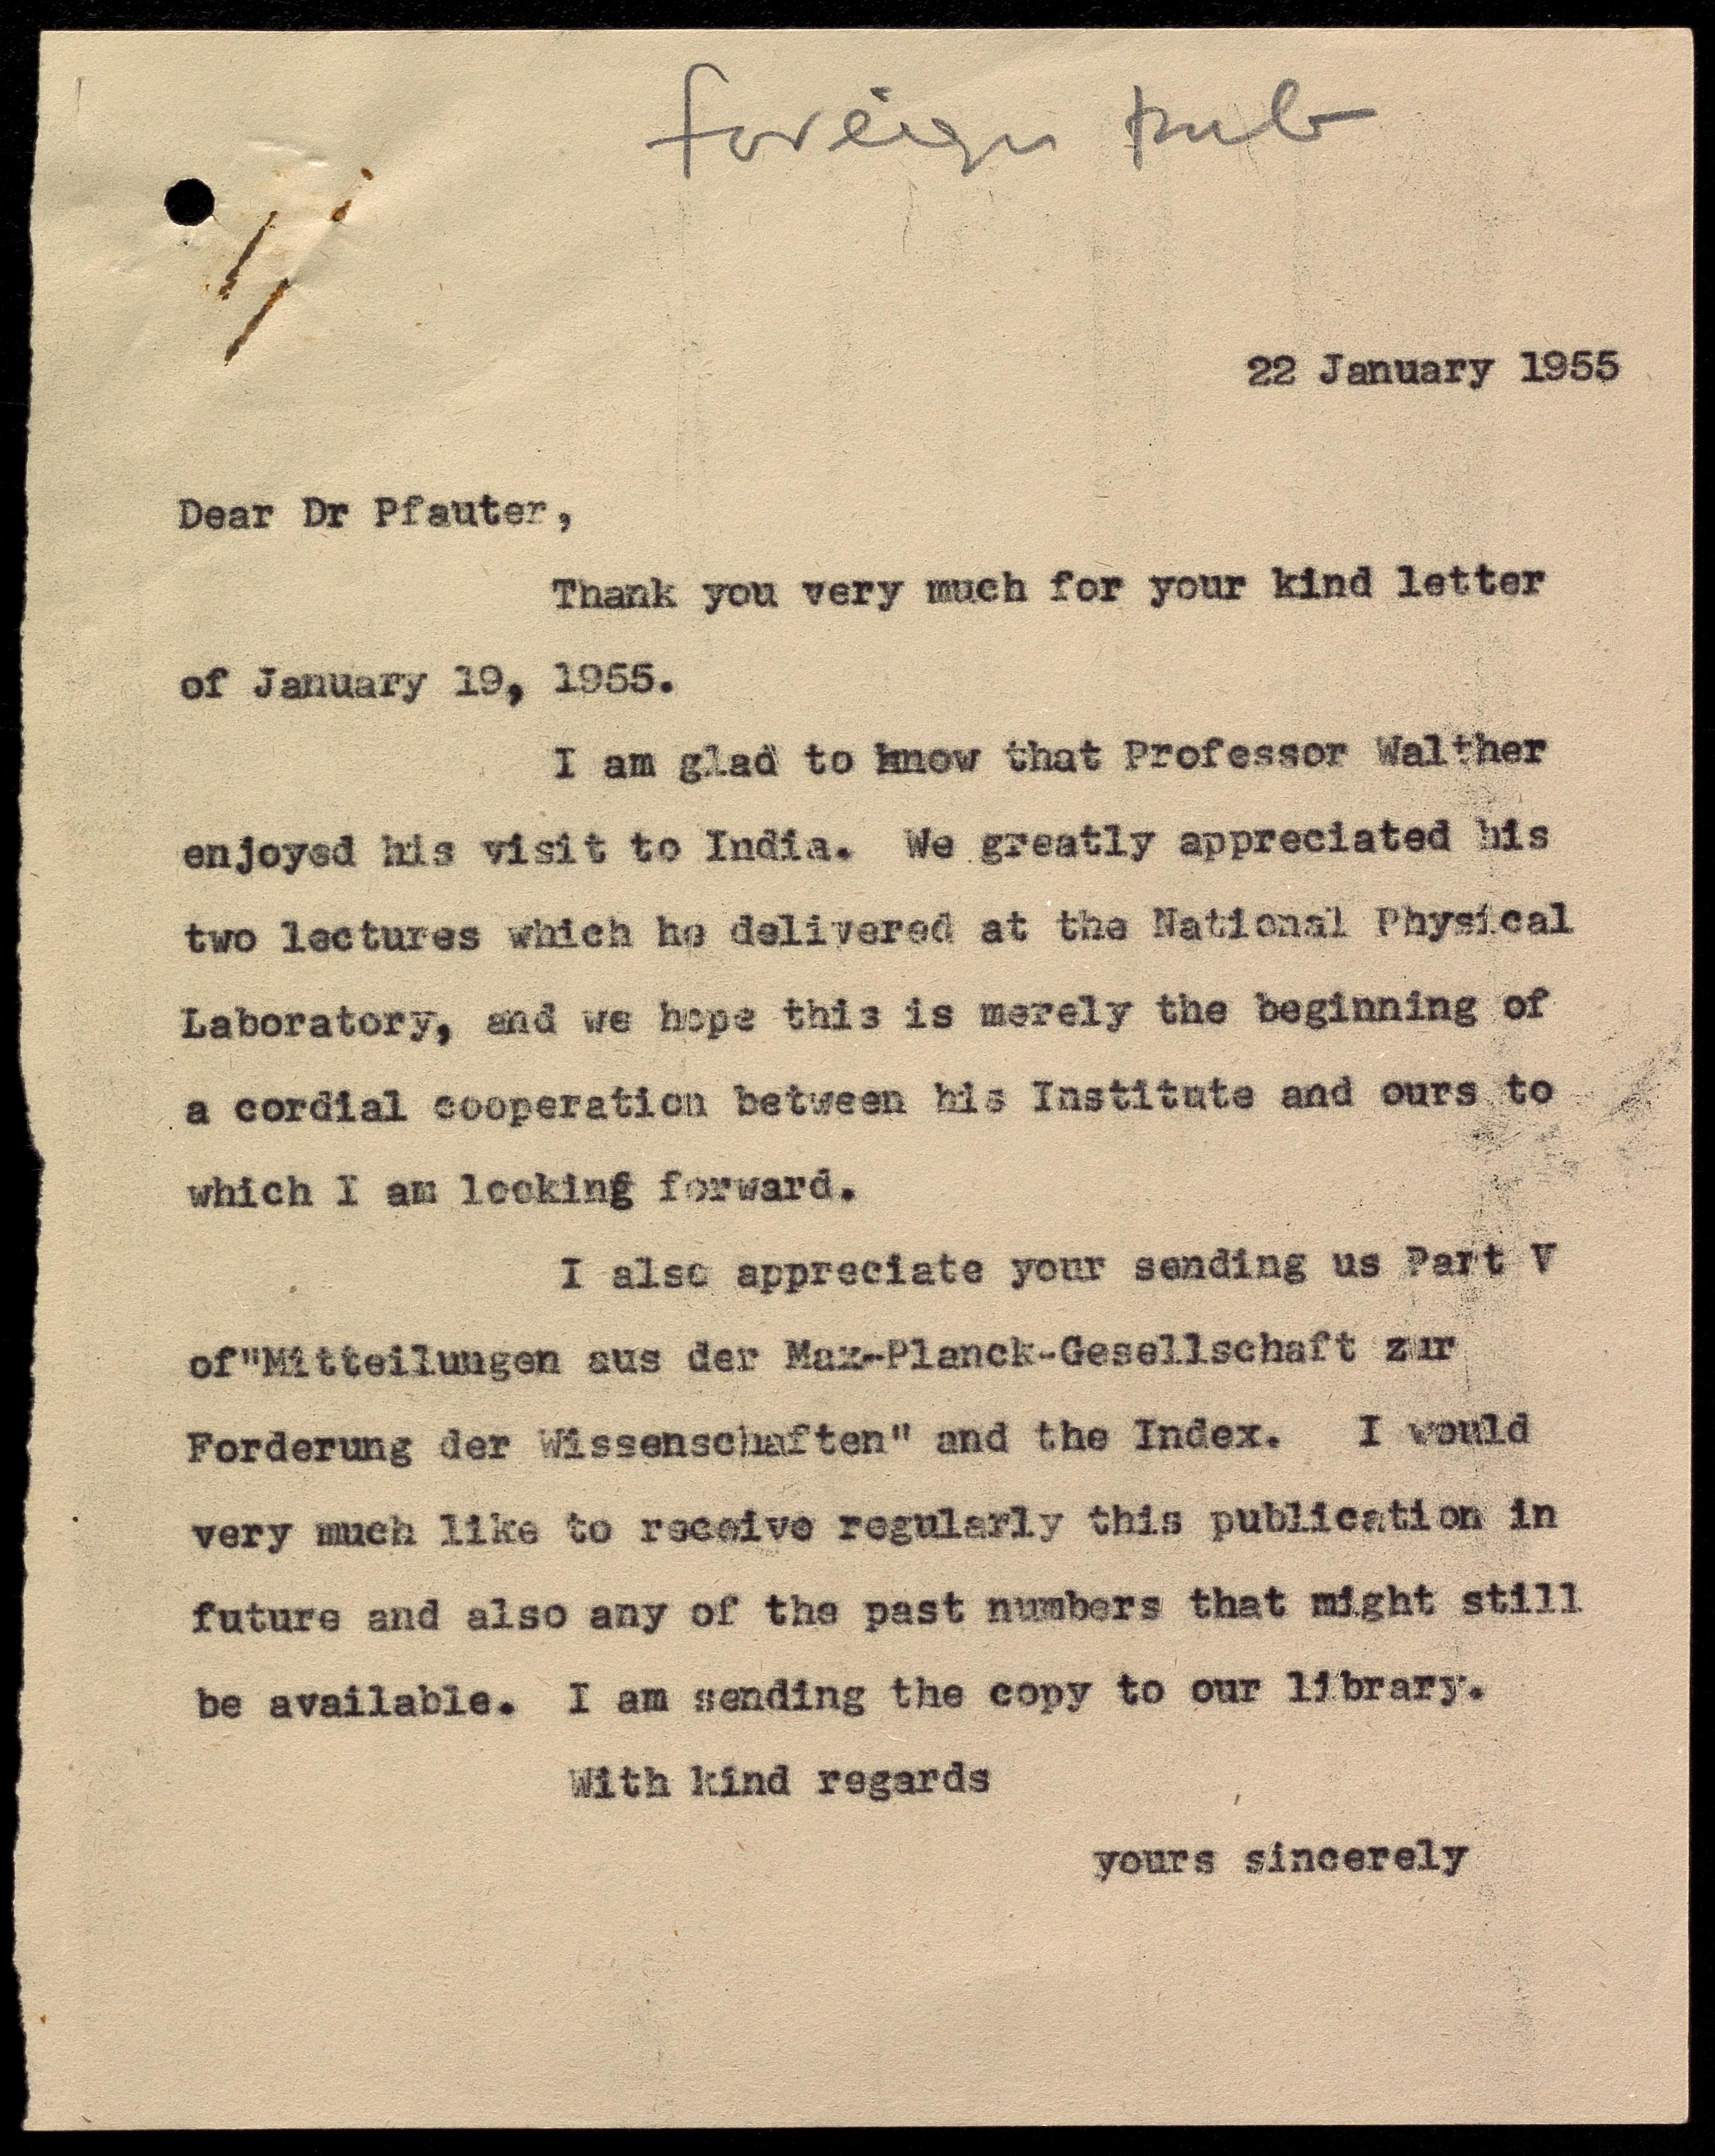 foreign pub
22 January 1955
Dear Dr Pfauter,
Thank you very much for your kind letter
of January 19, 1955.
I am glad to know that Professor Walther
enjoyed his visit to India. We greatly appreciated his
two lectures which he delivered at the National Physical
Laboratory, and we hope this is merely the beginning of
a cordial cooperation between his Institute and ours to
which I am looking forward.
I also appreciate your sending us Part V
of"Mitteilungen aus der Max-Planck-Gesellschaft zur
Forderung der Wissenschaften" and the Index. I would
very much like to receive regularly this publication in
future and also any of the past numbers that might still
be available. I am sending the copy to our library.
With kind regards
yours sincerely